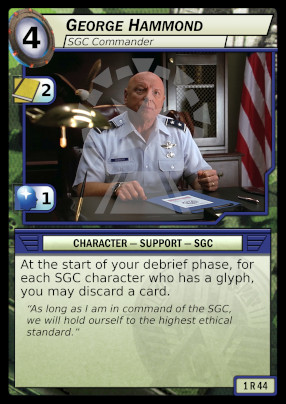 4
GEORGE HAMMOND
SGC Commander
2
1
CHARACTER — SUPPORT — SGC
At the start of your debrief phase, for
each SGC character who has a glyph,
you may discard a card.
“As long as I am in command of the SGC,
we will hold ourself to the highest ethical
standard.”
1 R 44